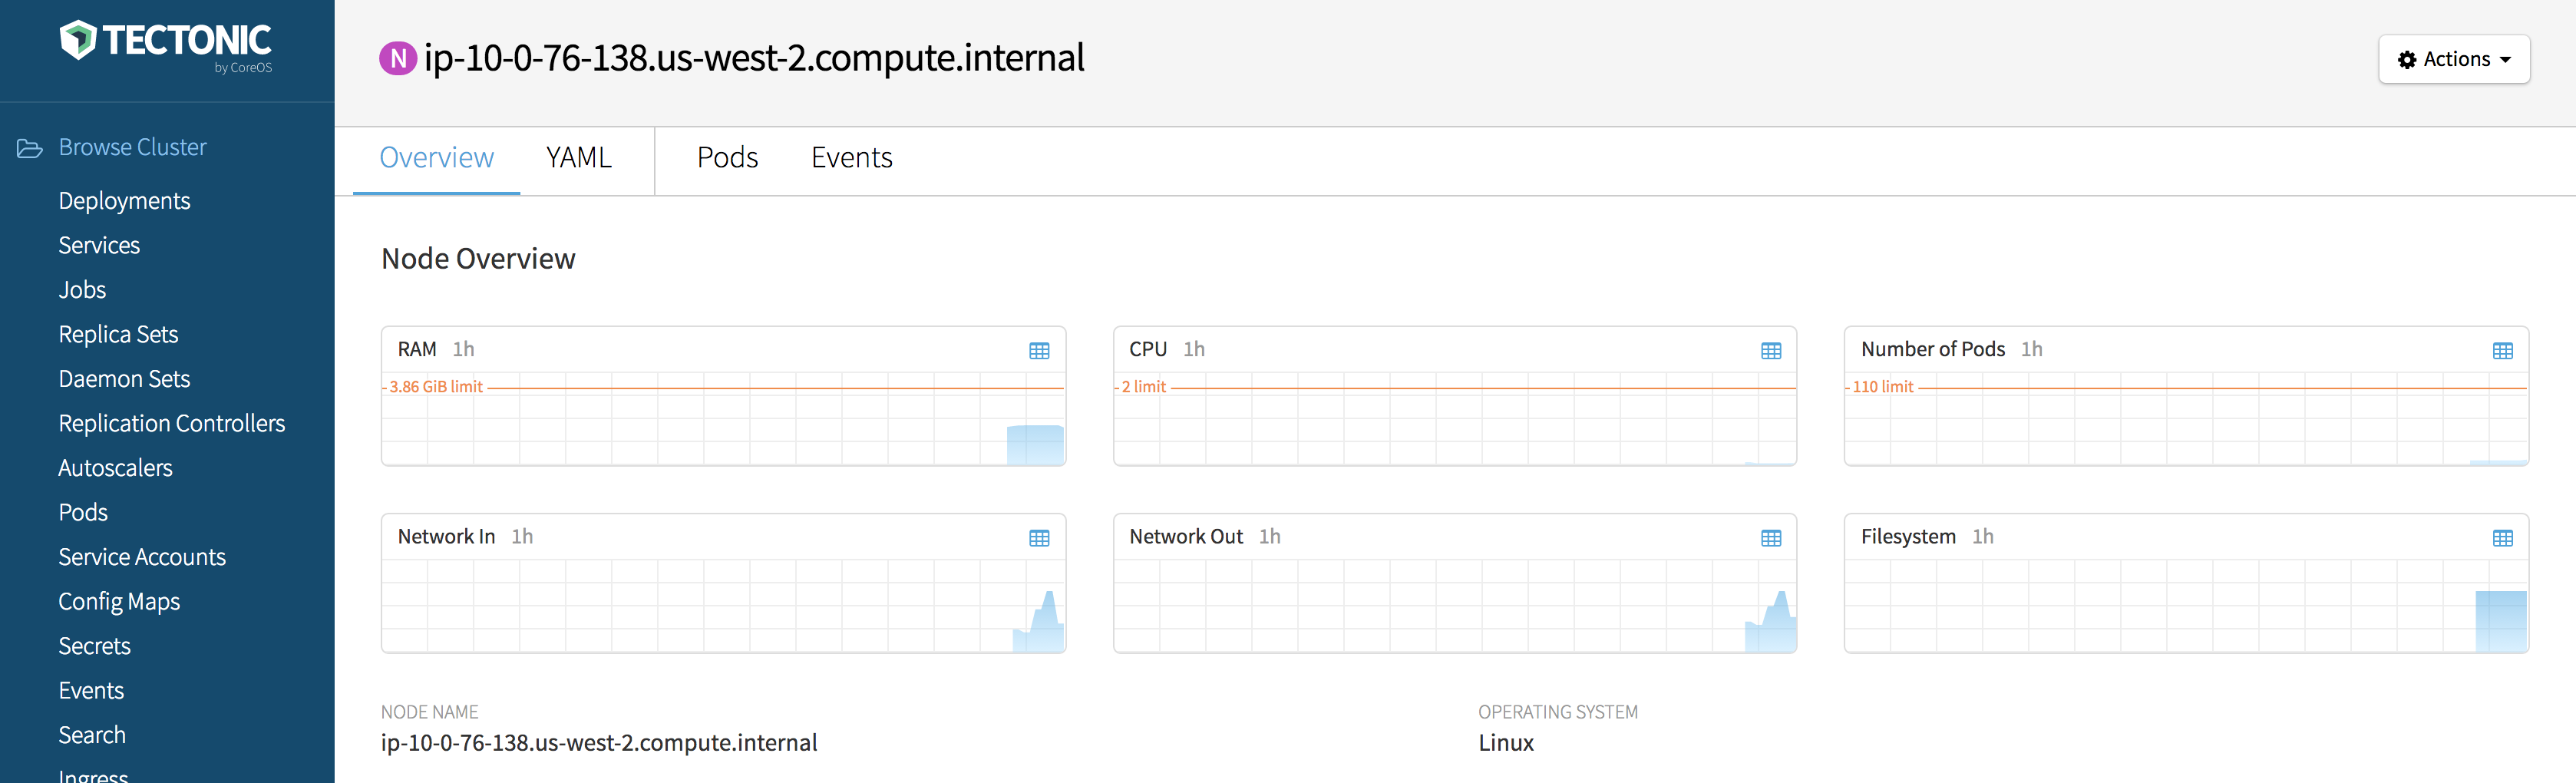 TECTONIC
by CoreOS
Browse Cluster
Deployments
Services
Jobs
Replica Sets
Daemon Sets
Replication Controllers
Autoscalers
Pods
Service Accounts
Config Maps
Secrets
Events
Search
Ingress
N ip-10-0-76-138.us-west-2.compute.internal
Actions
Overview YAML Pods Events
Node Overview
RAM 1h
3.86 GiB limit
CPU 1h
2 limit
Number of Pods 1h
110 limit
Network In 1h
Network Out 1h
Filesystem 1h
NODE NAME
ip-10-0-76-138.us-west-2.compute.internal
OPERATING SYSTEM
Linux